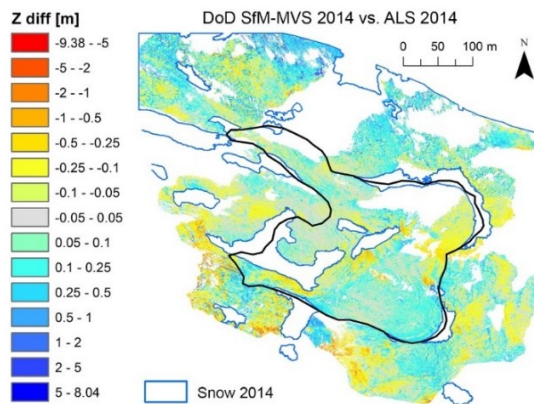 Z diff [m]
DoD SfM-MVS 2014 vs. ALS 2014
0 50 100 m
N
-9.38 - -5
-5 - -2
-2 - -1
-1 - -0.5
-0.5 - -0.25
-0.25 - -0.1
-0.1 - -0.05
-0.05 - 0.05
0.05 - 0.1
0.1 - 0.25
0.25 - 0.5
0.5 - 1
1 - 2
2 - 5
5 - 8.04
Snow 2014